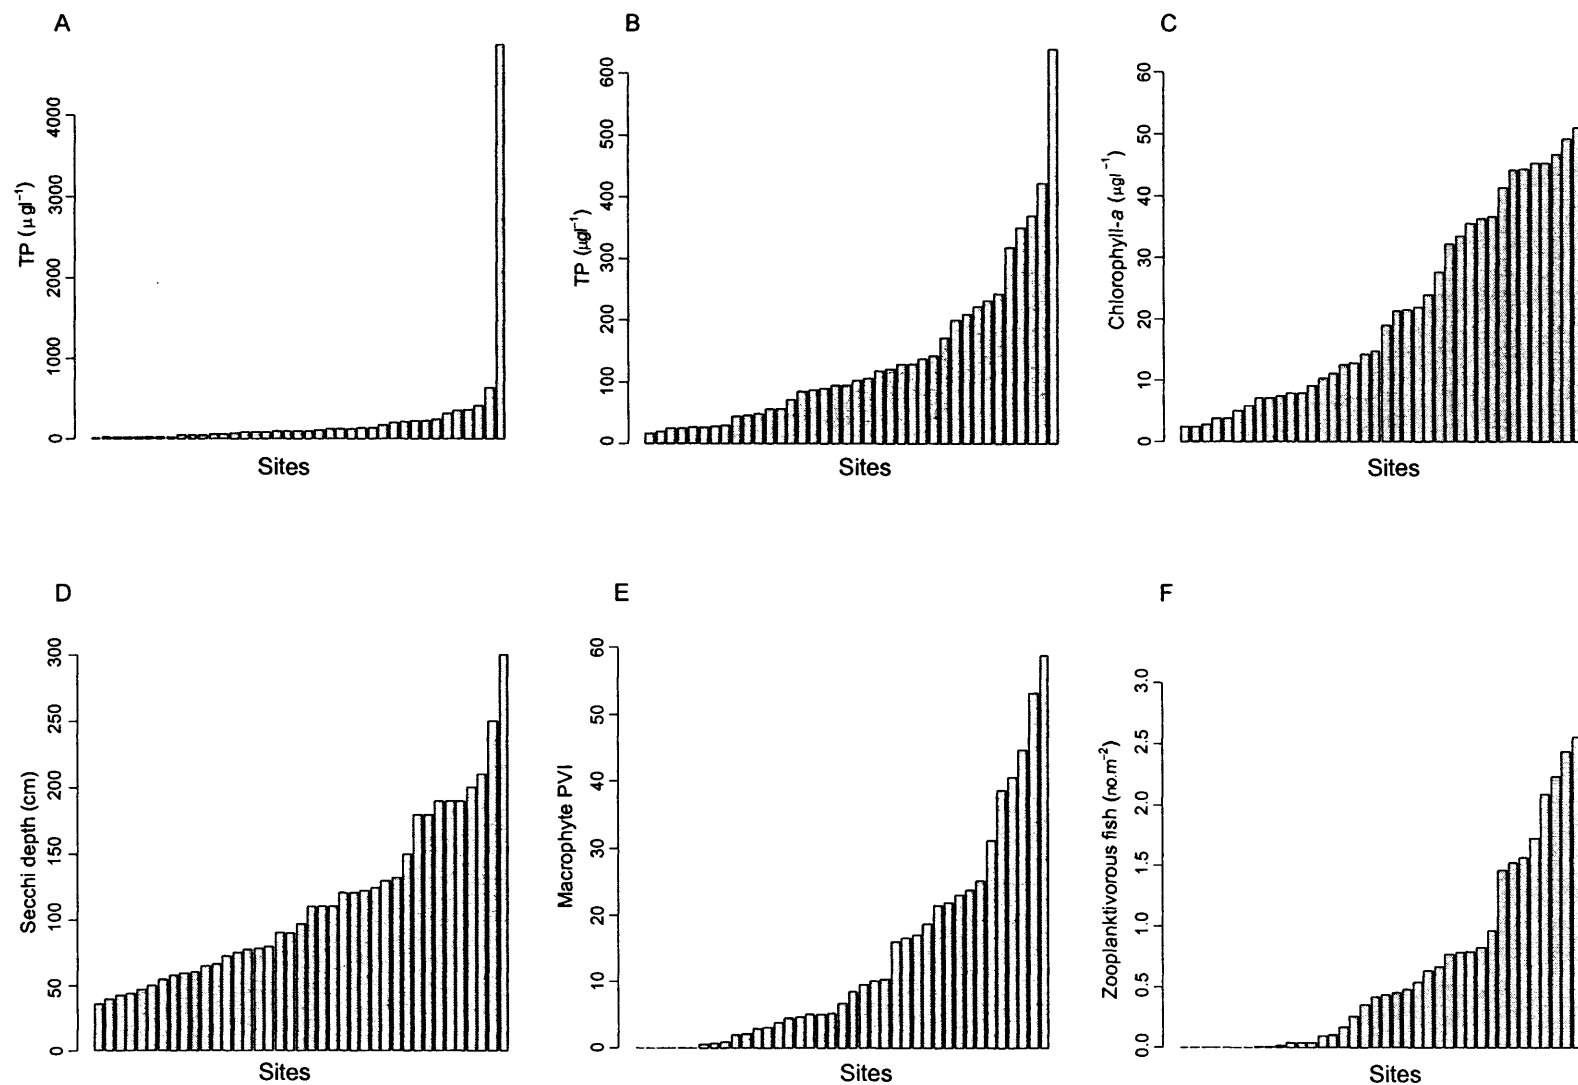 A
TP (μgl⁻¹)
4000
3000
2000
1000
0
Sites
B
TP (μgl⁻¹)
600
500
400
300
200
100
0
Sites
C
Chlorophyll-a (μgl⁻¹)
60
50
40
30
20
10
0
Sites
D
Secchi depth (cm)
300
250
200
150
100
50
0
Sites
E
Macrophyte PVI
60
50
40
30
20
10
0
Sites
F
Zooplanktivorous fish (no.m⁻²)
3.0
2.5
2.0
1.5
1.0
0.5
0.0
Sites